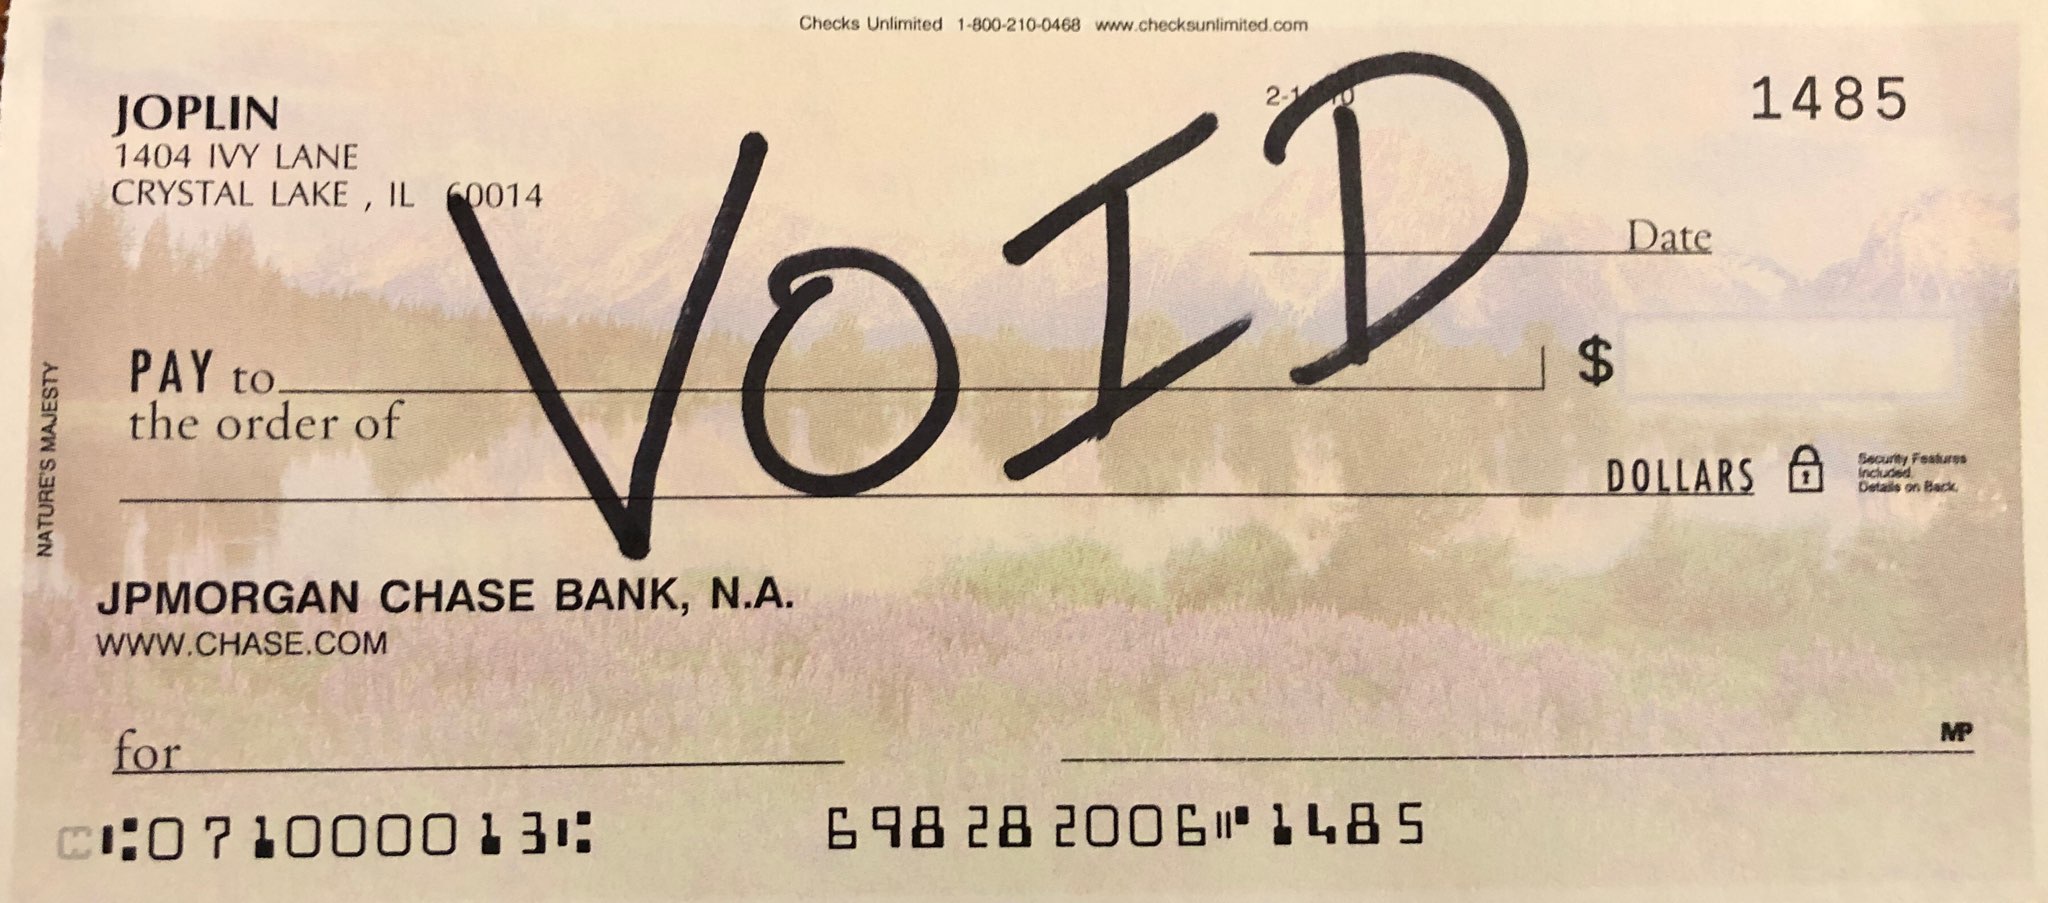 Checks Unlimited 1-800-210-0468 www.checksunlimited.com
JOPLIN
1404 IVY LANE
CRYSTAL LAKE , IL 60014
1485
VOID
Date
PAY to
the order of
$
DOLLARS
Security Features
Included.
Details on Back.
NATURE'S MAJESTY
JPMORGAN CHASE BANK, N.A.
WWW.CHASE.COM
for
MP
⑆071000013⑆ 698282006⑈1485